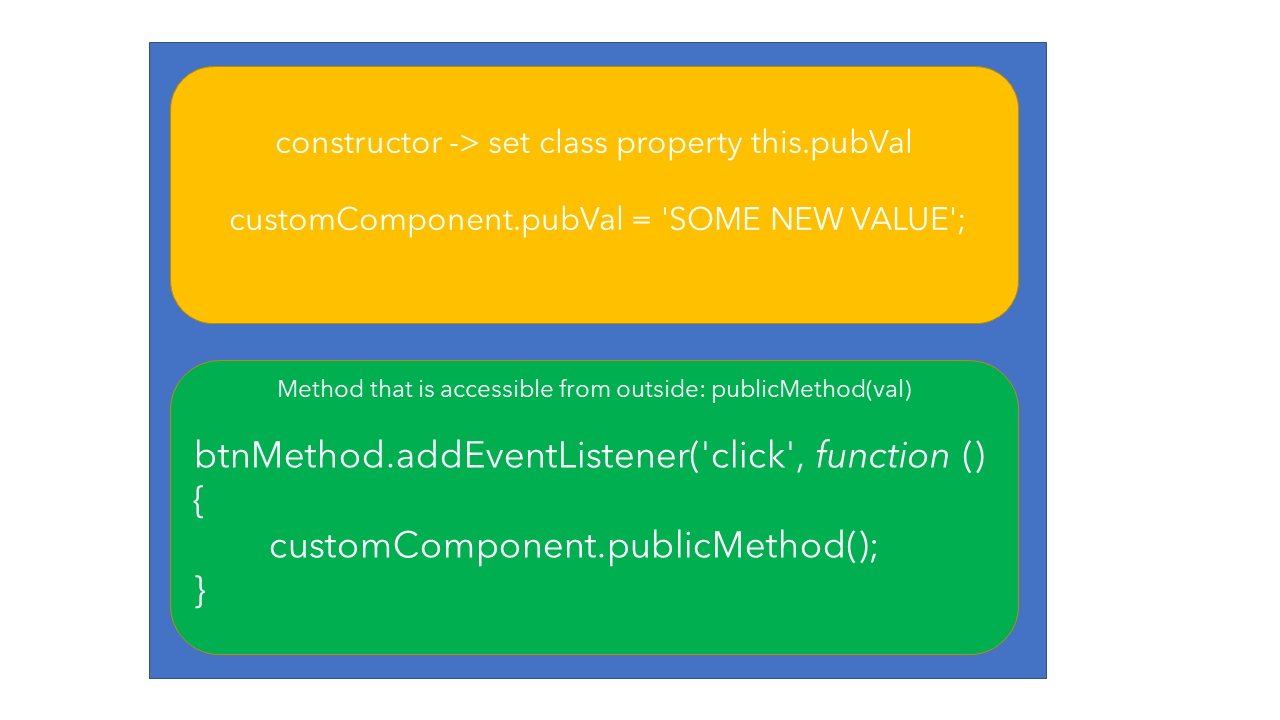 constructor -> set class property this.pubVal
customComponent.pubVal = 'SOME NEW VALUE';
Method that is accessible from outside: publicMethod(val)
btnMethod.addEventListener('click', function ()
{
customComponent.publicMethod();
}